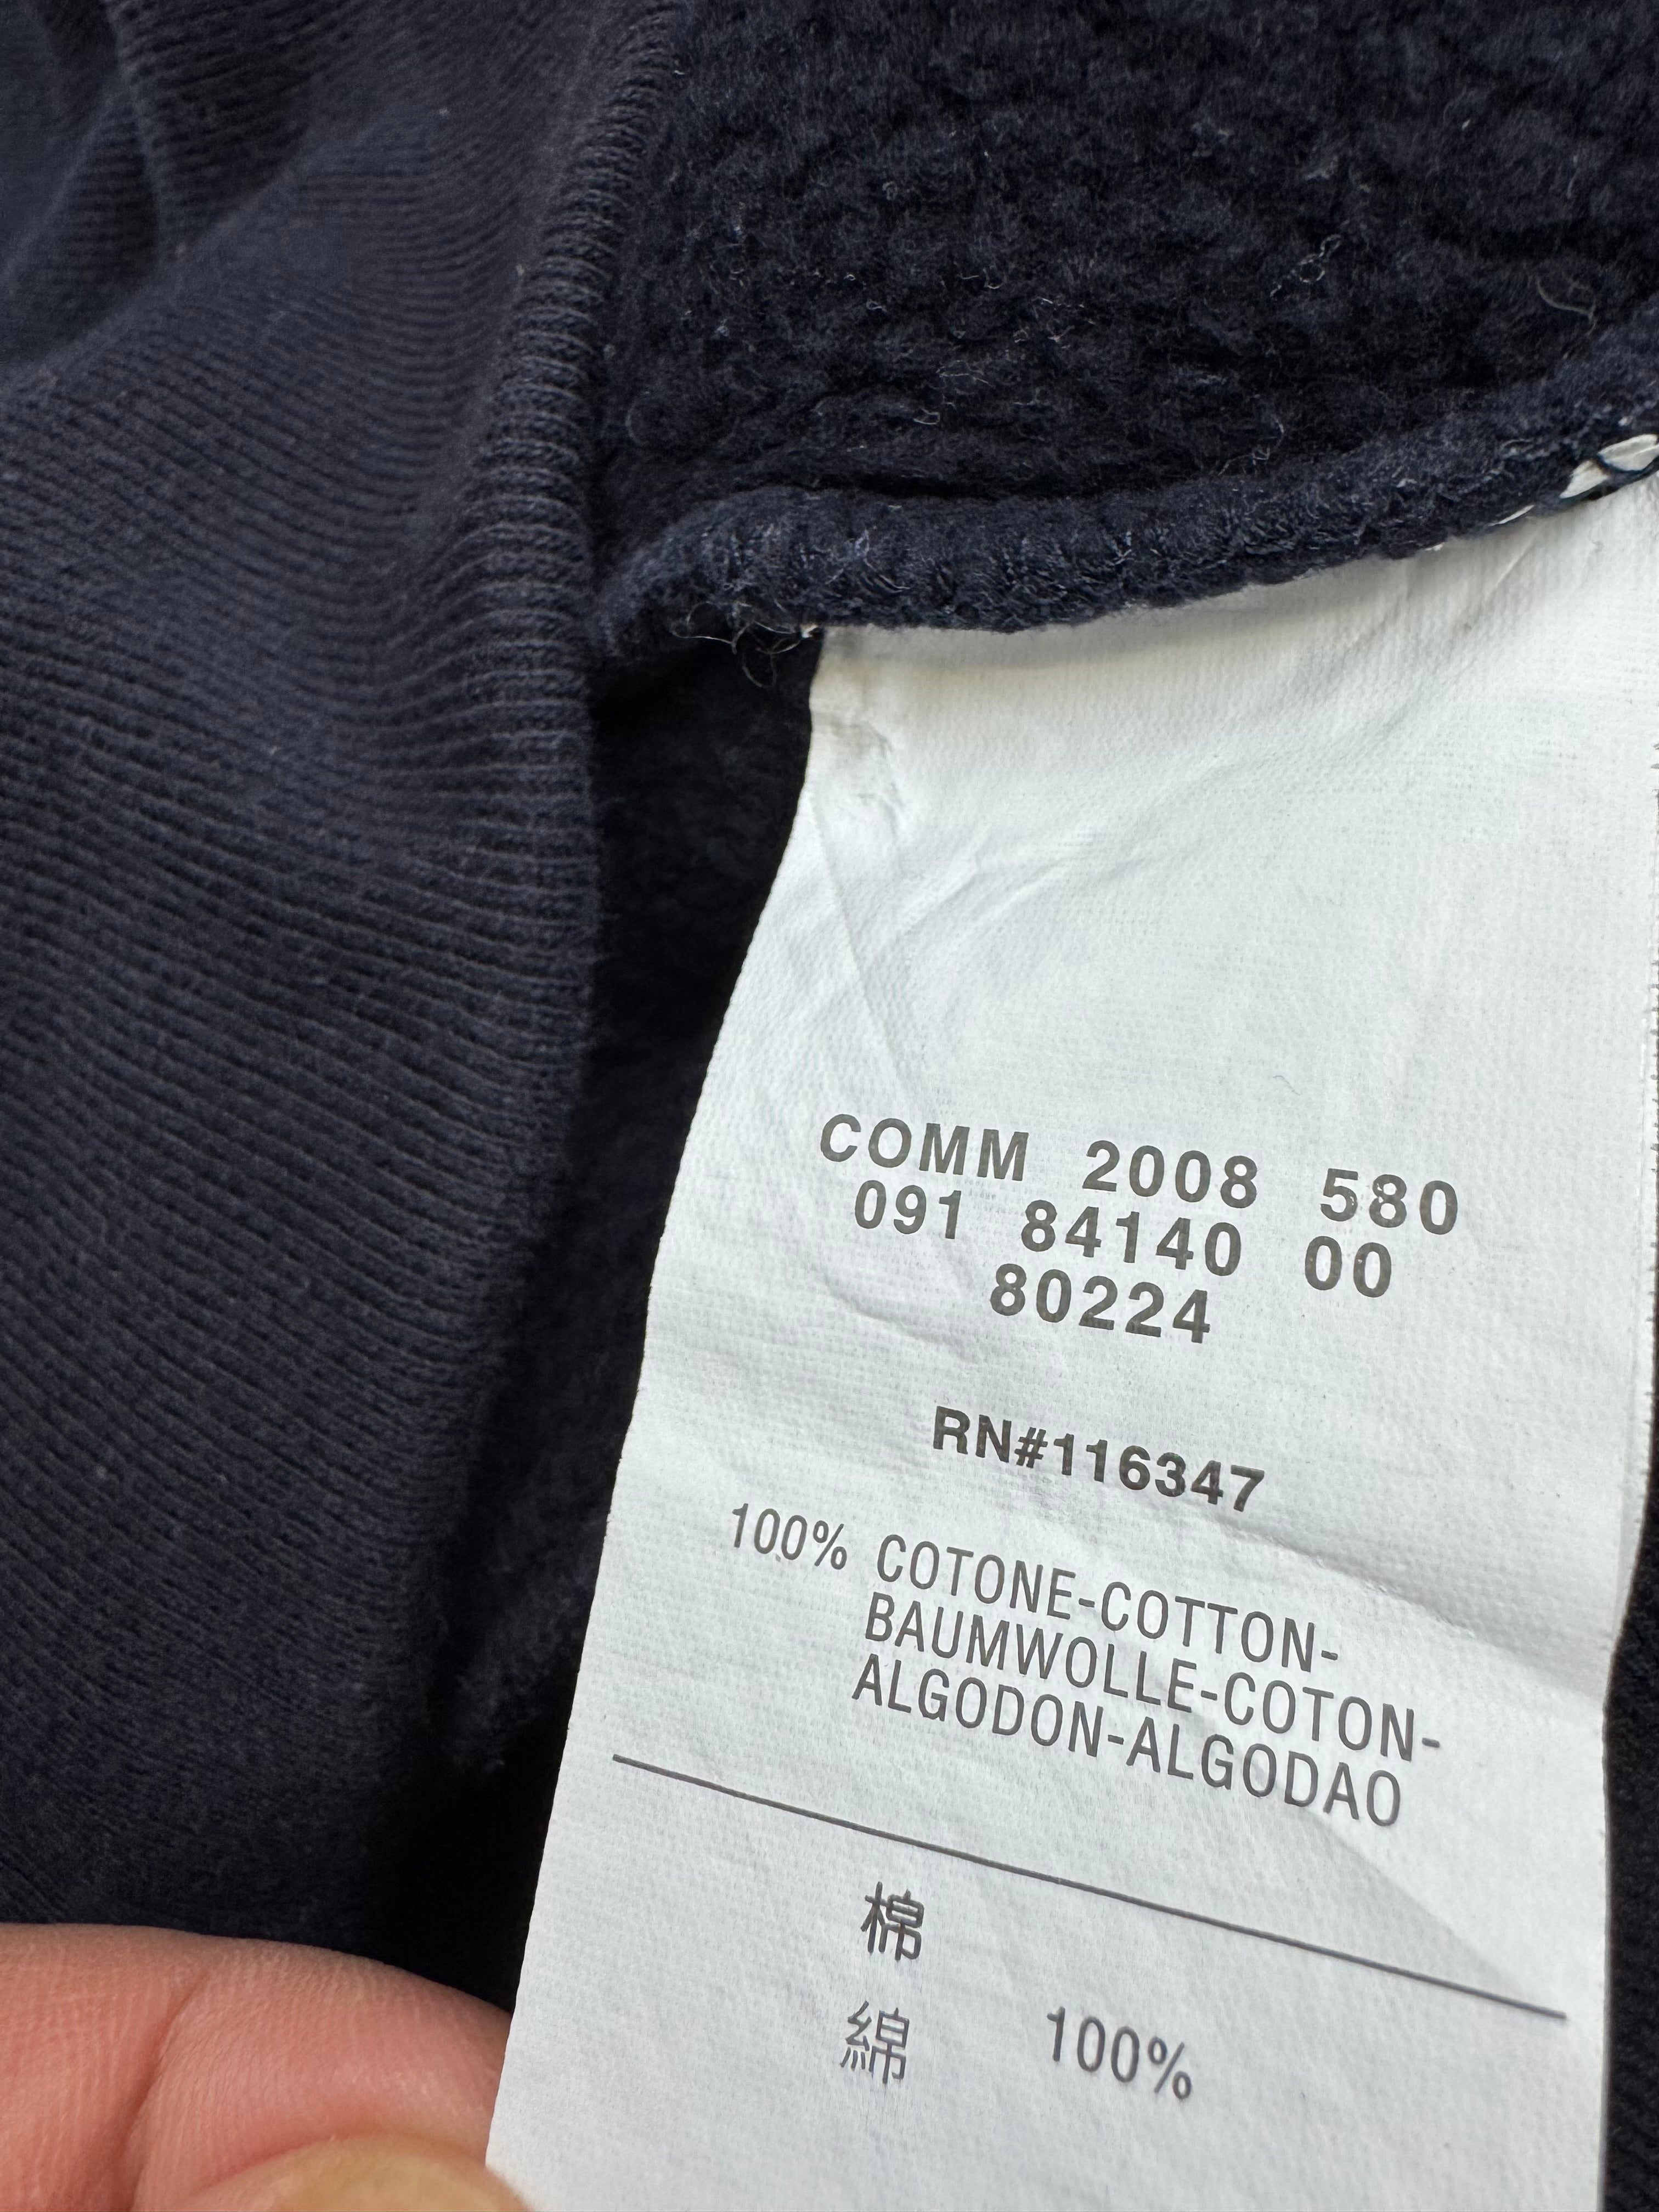 COMM 2008 580
091 84140 00
80224
RN#116347
100% COTONE-COTTON-
BAUMWOLLE-COTON-
ALGODON-ALGODAO
棉
綿 100%